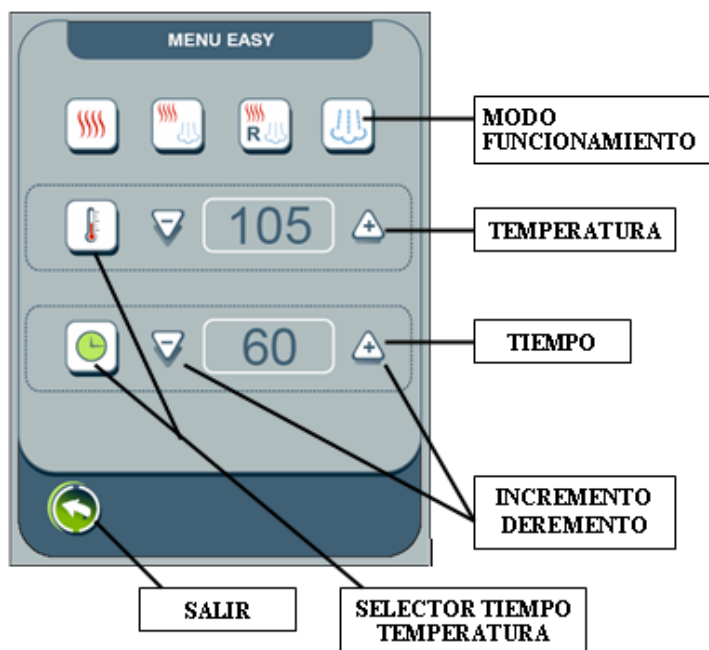 MENU EASY
R
MODO
FUNCIONAMIENTO
105
TEMPERATURA
60
TIEMPO
INCREMENTO
DEREMENTO
SALIR
SELECTOR TIEMPO
TEMPERATURA